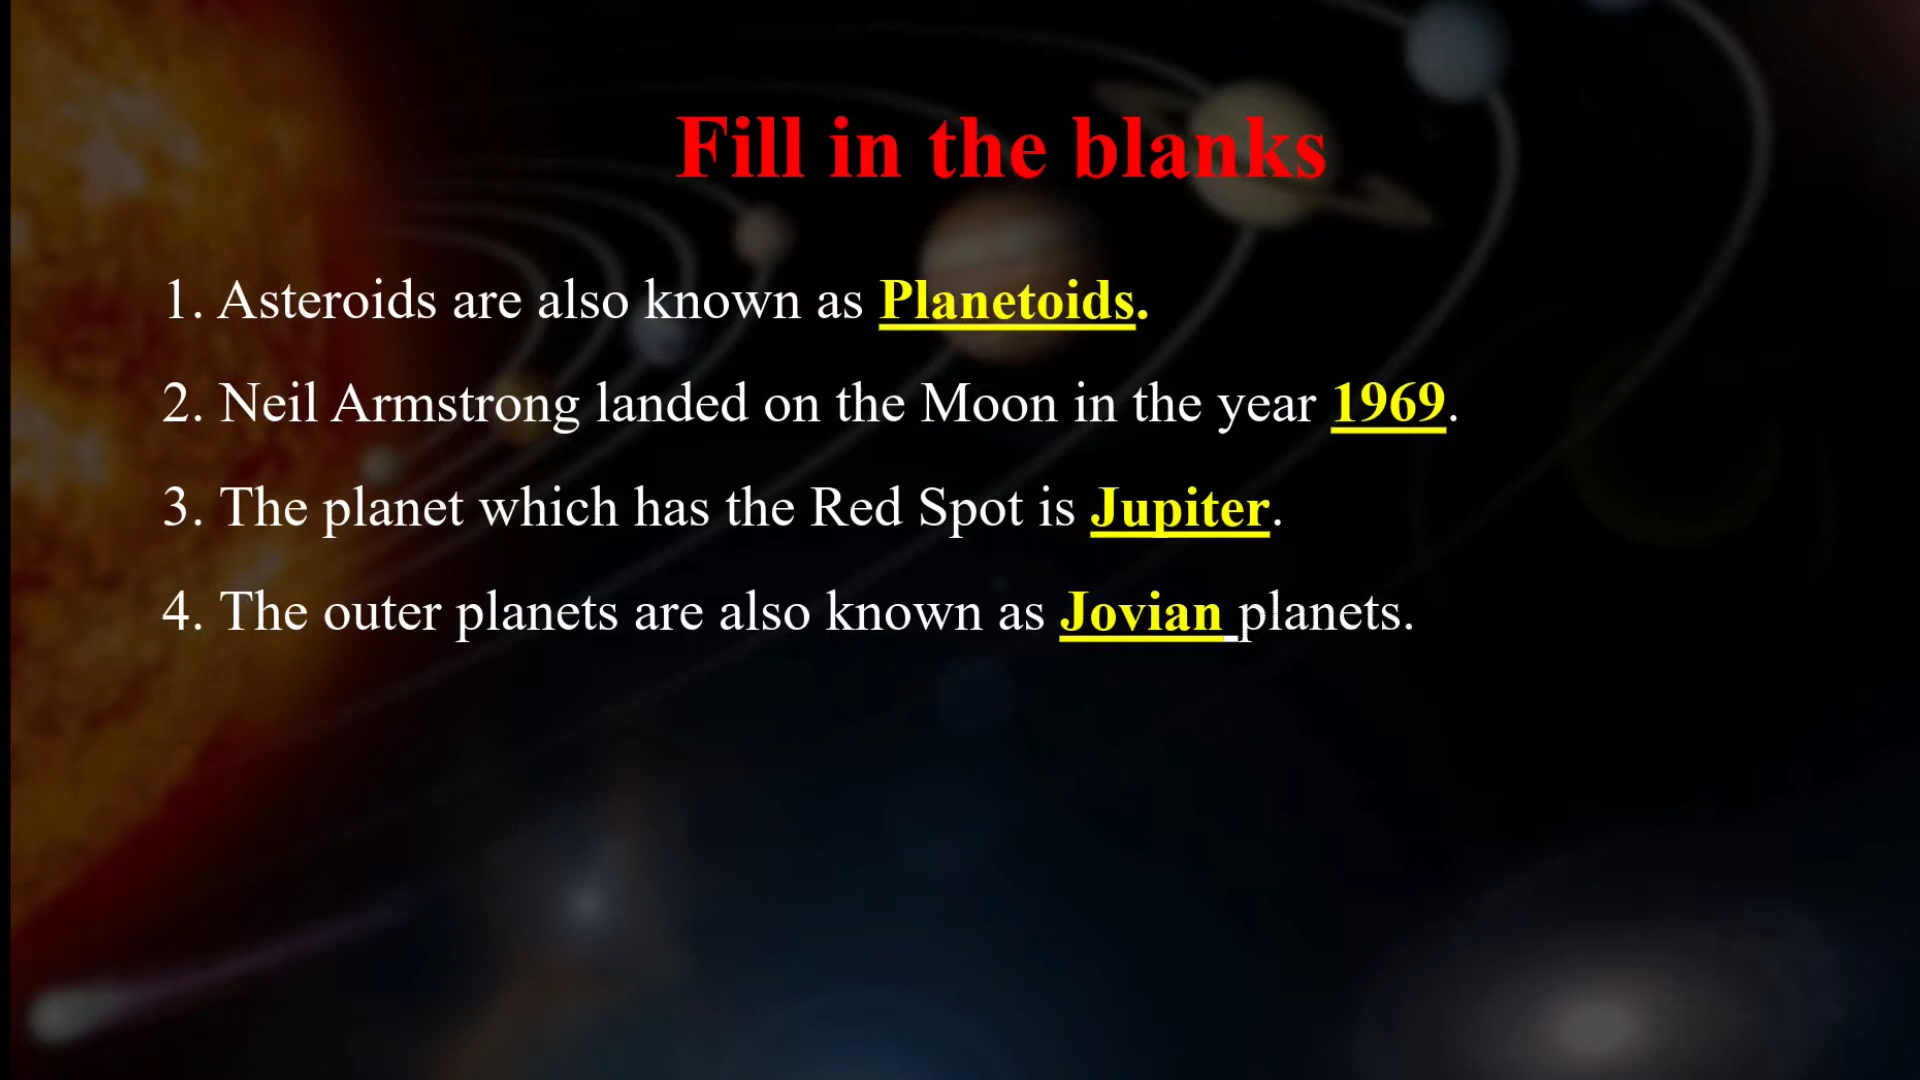 Fill in the blanks
1. Asteroids are also known as Planetoids.
2. Neil Armstrong landed on the Moon in the year 1969.
3. The planet which has the Red Spot is Jupiter.
4. The outer planets are also known as Jovian planets.